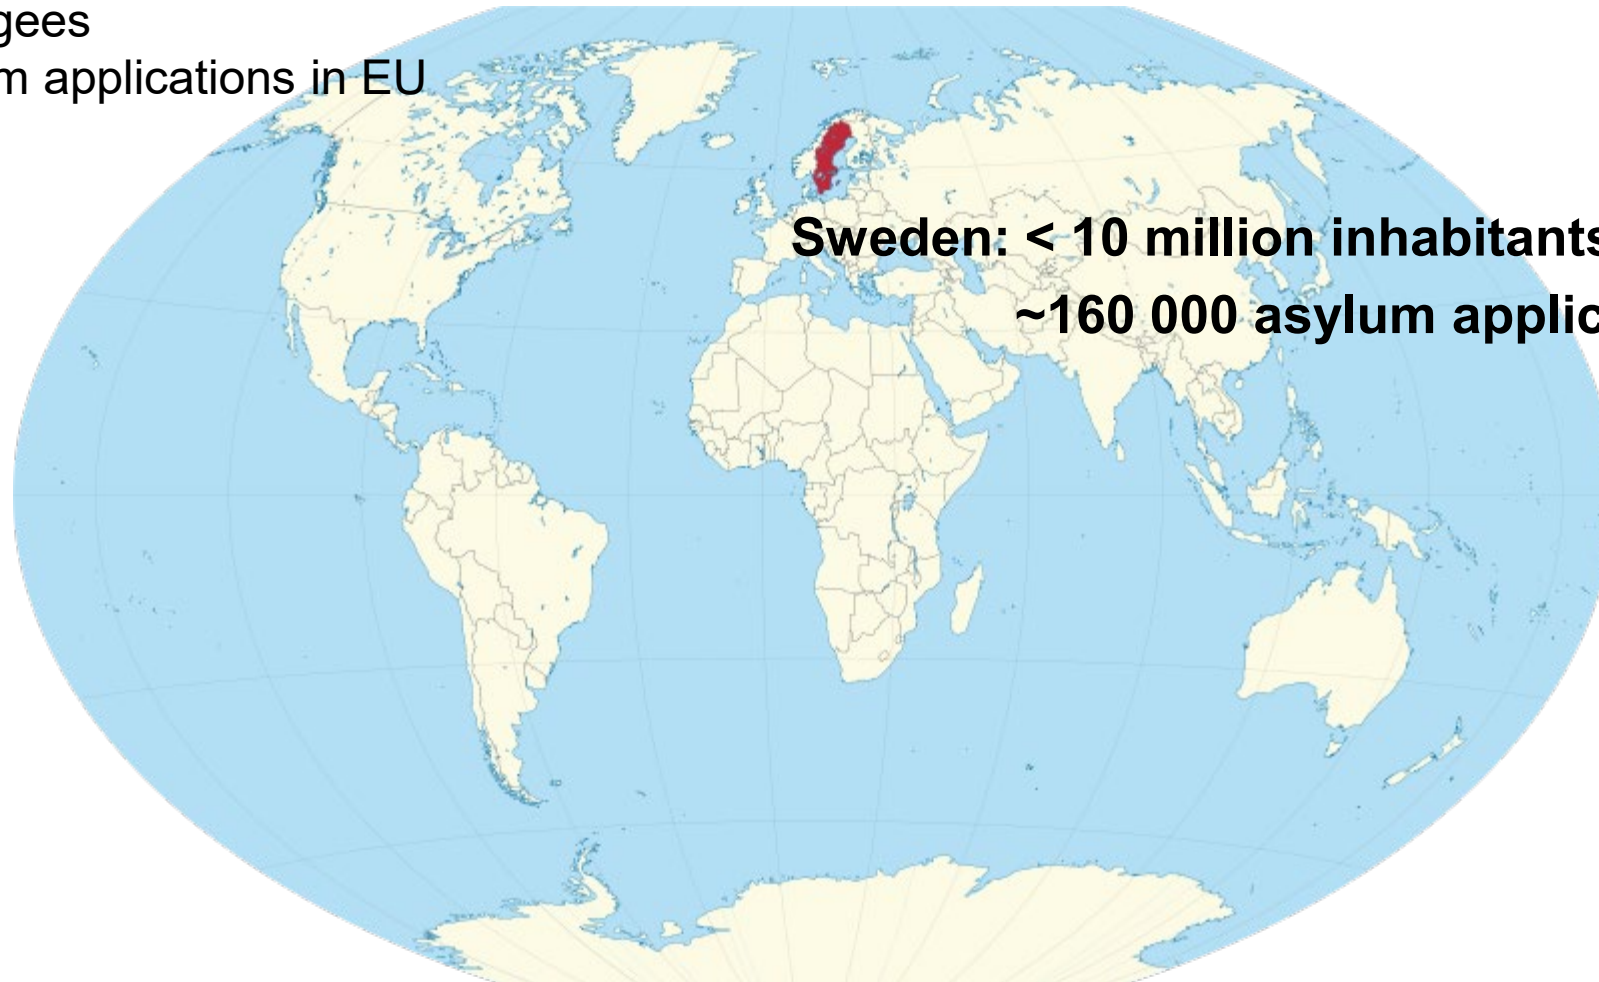 gees
m applications in EU
Sweden: < 10 million inhabitants
~160 000 asylum applic